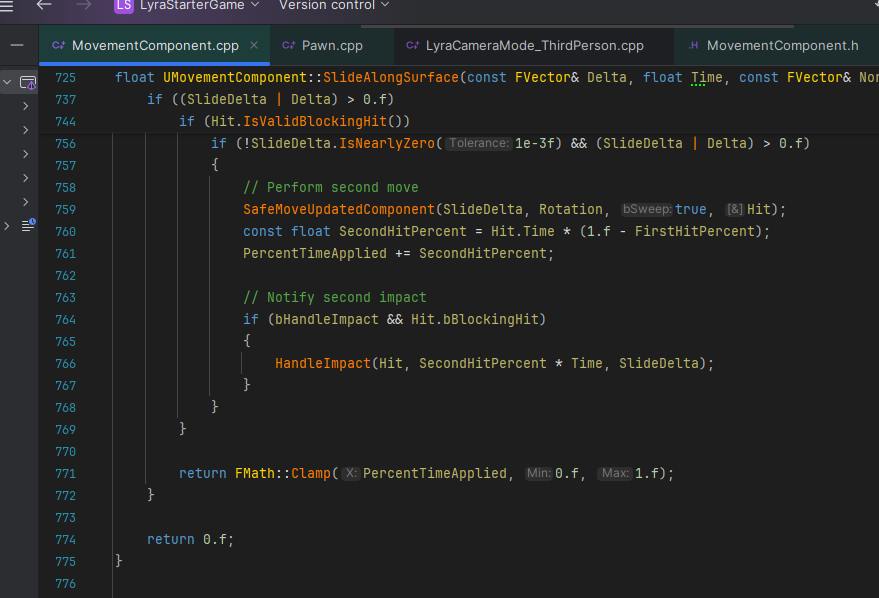 LS LyraStarterGame Version control
MovementComponent.cpp Pawn.cpp LyraCameraMode_ThirdPerson.cpp .H MovementComponent.h
725 float UMovementComponent::SlideAlongSurface(const FVector& Delta, float Time, const FVector& Nor
737 if ((SlideDelta | Delta) > 0.f)
744 if (Hit.IsValidBlockingHit())
756 if (!SlideDelta.IsNearlyZero( Tolerance: 1e-3f) && (SlideDelta | Delta) > 0.f)
757 {
758 // Perform second move
759 SafeMoveUpdatedComponent(SlideDelta, Rotation, bSweep: true, [&] Hit);
760 const float SecondHitPercent = Hit.Time * (1.f - FirstHitPercent);
761 PercentTimeApplied += SecondHitPercent;
762
763 // Notify second impact
764 if (bHandleImpact && Hit.bBlockingHit)
765 {
766 HandleImpact(Hit, SecondHitPercent * Time, SlideDelta);
767 }
768 }
769 }
770
771 return FMath::Clamp( X: PercentTimeApplied, Min: 0.f, Max: 1.f);
772 }
773
774 return 0.f;
775 }
776